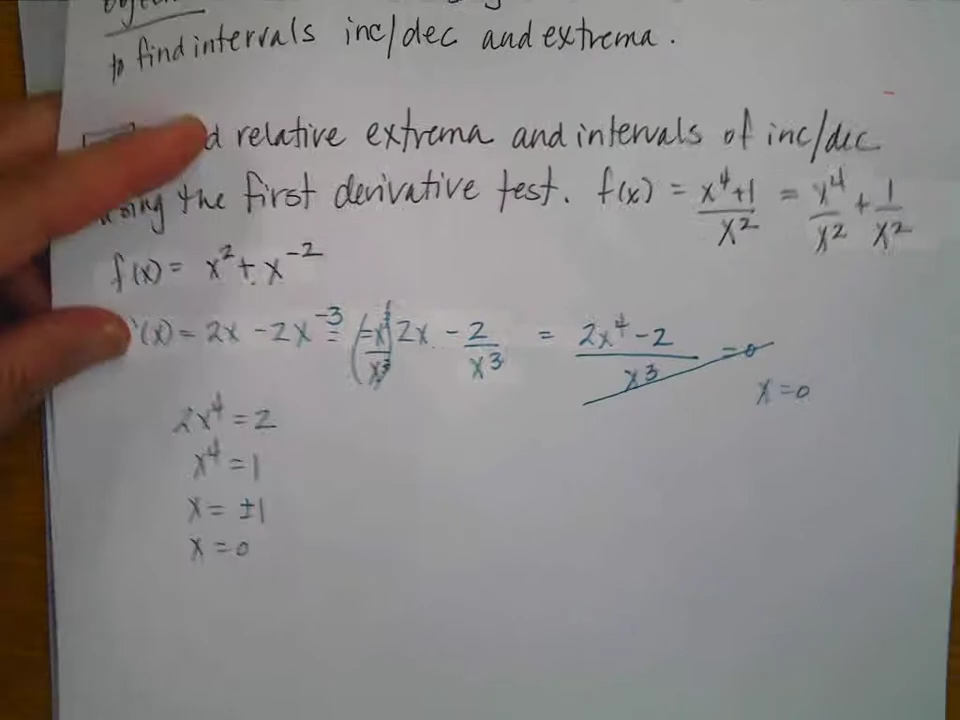 to find intervals inc/dec and extrema.
relative extrema and intervals of inc/dec
the first derivative test. f(x) = x⁴+1/x² = x⁴/x² + 1/x²
f(x) = x² + x⁻²
'(x) = 2x - 2x⁻³ = (x³/x³) 2x - 2/x³ = 2x⁴-2/x³ = 0
x = 0
2x⁴ = 2
x⁴ = 1
x = ±1
x = 0